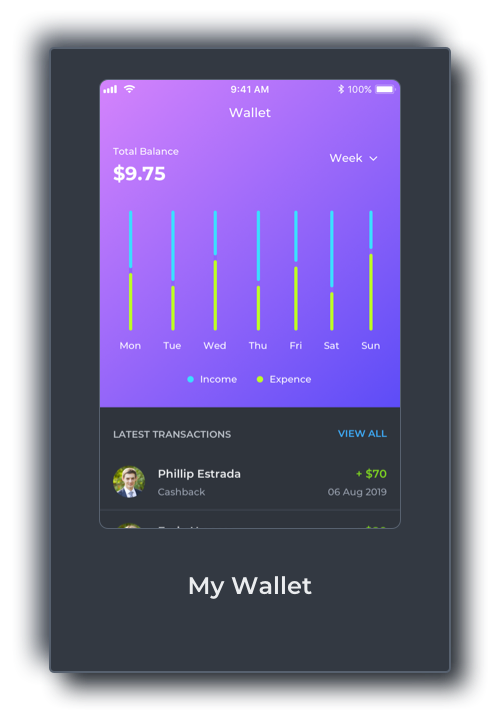 9:41 AM 100%
Wallet
Total Balance
Week
$9.75
Mon Tue Wed Thu Fri Sat Sun
Income Expence
LATEST TRANSACTIONS VIEW ALL
Phillip Estrada + $70
Cashback 06 Aug 2019
My Wallet